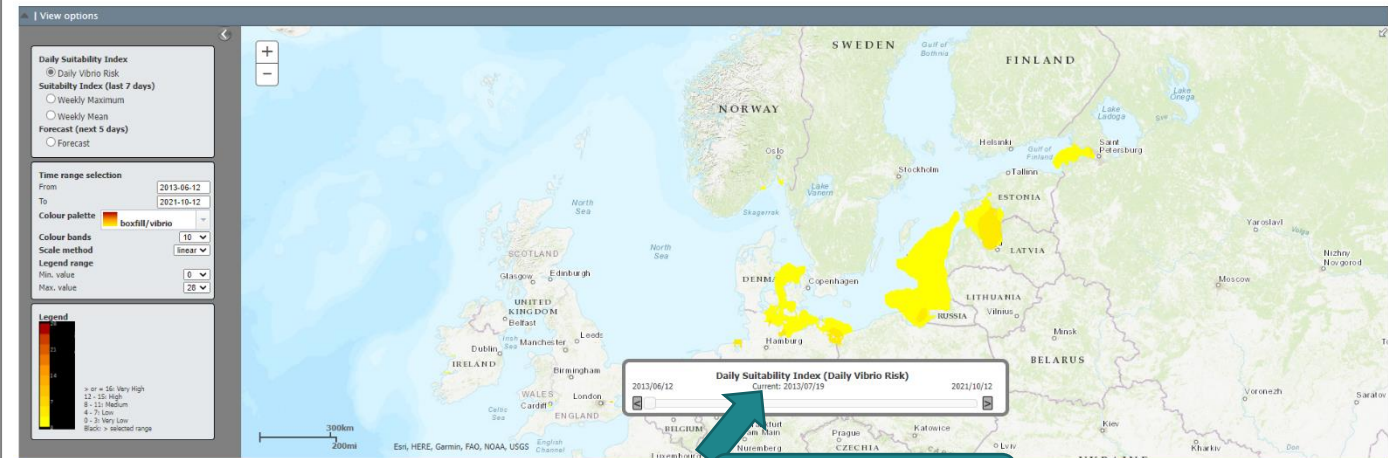 | View options
Daily Suitability Index
Daily Vibrio Risk
Suitabilty Index (last 7 days)
Weekly Maximum
Weekly Mean
Forecast (next 5 days)
Forecast
Time range selection
From 2013-06-12
To 2021-10-12
Colour palette boxfill/vibrio
Colour bands 10
Scale method linear
Legend range
Min. value 0
Max. value 28
Legend
28
21
14
7
> or = 16: Very High
12 - 15: High
8 - 11: Medium
4 - 7: Low
0 - 3: Very Low
Black: > selected range
+
−
SWEDEN
Gulf of
Bothnia
FINLAND
NORWAY
Lake
Onega
Lake
Ladoga
Oslo
Helsinki
Gulf of
Finland
Saint
Petersburg
Stockholm
Tallinn
Lake
Vanern
ESTONIA
North
Sea
Skagerrak
Yaroslavl
Volga
SCOTLAND
North
Sea
LATVIA
Nizhny
Novgorod
Glasgow
Edinburgh
DENMA
Copenhagen
Moscow
UNITED
KINGDOM
LITHUANIA
Vilnius
RUSSIA
Belfast
Leeds
Minsk
Irish
Sea
Manchester
Dublin
Hamburg
IRELAND
Birmingham
BELARUS
Daily Suitability Index (Daily Vibrio Risk)
2013/06/12 Current: 2013/07/19 2021/10/12
< >
WALES
London
Cardiff
Celtic
Sea
ENGLAND
Voronezh
Saratov
BELGIUM
Prague
Katowice
Kiev
300km
200mi
Esri, HERE, Garmin, FAO, NOAA, USGS
English
Channel
Luxembourg
Nuremberg
CZECHIA
Lviv
Kharkiv
Don